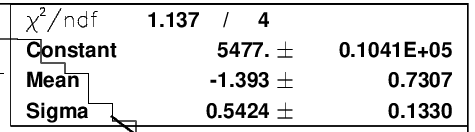 χ²/ndf 1.137 / 4
Constant 5477. ± 0.1041E+05
Mean -1.393 ± 0.7307
Sigma 0.5424 ± 0.1330